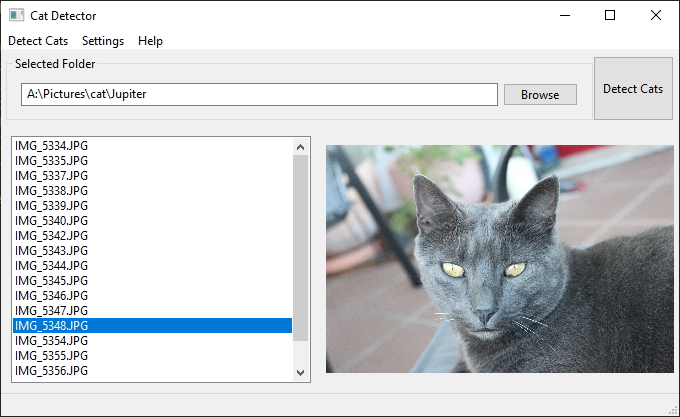 Cat Detector
Detect Cats Settings Help
Selected Folder
A:\Pictures\cat\Jupiter
Browse
Detect Cats
IMG_5334.JPG
IMG_5335.JPG
IMG_5337.JPG
IMG_5338.JPG
IMG_5339.JPG
IMG_5340.JPG
IMG_5342.JPG
IMG_5343.JPG
IMG_5344.JPG
IMG_5345.JPG
IMG_5346.JPG
IMG_5347.JPG
IMG_5348.JPG
IMG_5354.JPG
IMG_5355.JPG
IMG_5356.JPG